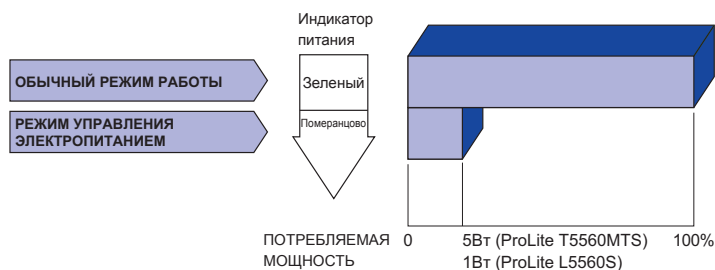 Индикатор
питания
ОБЫЧНЫЙ РЕЖИМ РАБОТЫ
Зеленый
РЕЖИМ УПРАВЛЕНИЯ
ЭЛЕКТРОПИТАНИЕМ
Померанцово
ПОТРЕБЛЯЕМАЯ
МОЩНОСТЬ
0
5Вт (ProLite T5560MTS)
100%
1Вт (ProLite L5560S)